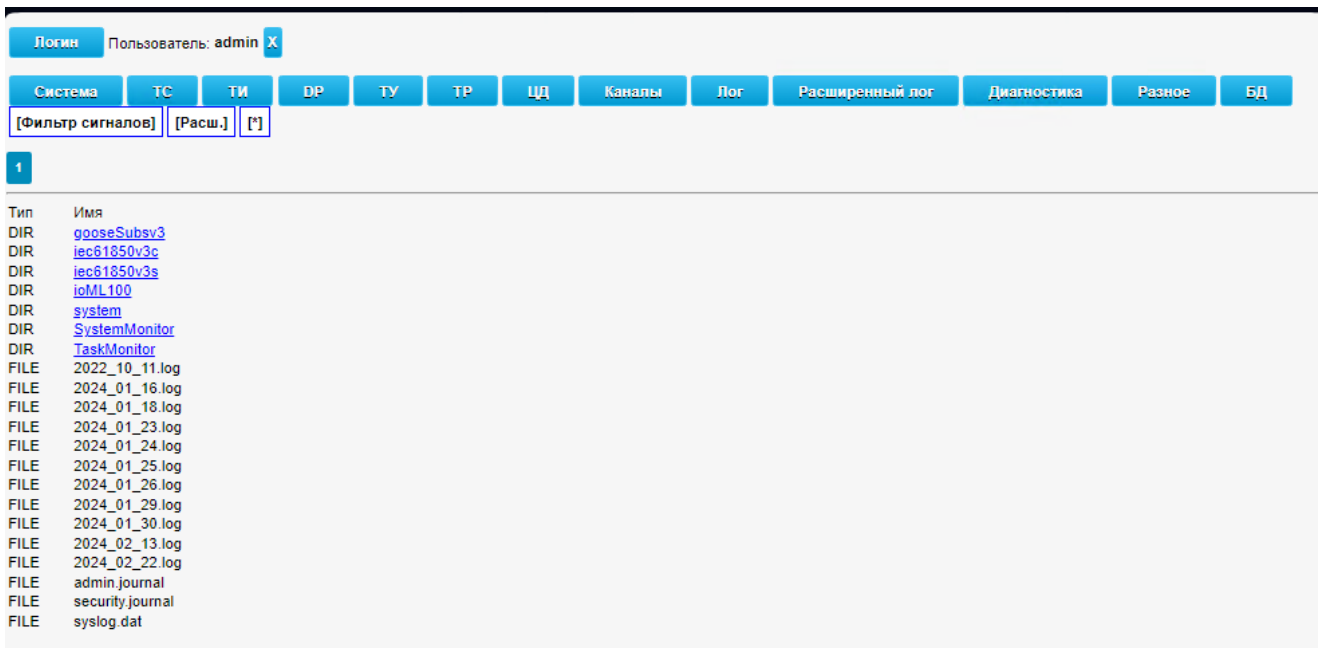 Логин Пользователь: admin X
Система ТС ТИ DP ТУ ТР ЦД Каналы Лог Расширенный лог Диагностика Разное БД
[Фильтр сигналов] [Расш.] [*]
1
Тип Имя
DIR gooseSubsv3
DIR iec61850v3c
DIR iec61850v3s
DIR ioML100
DIR system
DIR SystemMonitor
DIR TaskMonitor
FILE 2022_10_11.log
FILE 2024_01_16.log
FILE 2024_01_18.log
FILE 2024_01_23.log
FILE 2024_01_24.log
FILE 2024_01_25.log
FILE 2024_01_26.log
FILE 2024_01_29.log
FILE 2024_01_30.log
FILE 2024_02_13.log
FILE 2024_02_22.log
FILE admin.journal
FILE security.journal
FILE syslog.dat